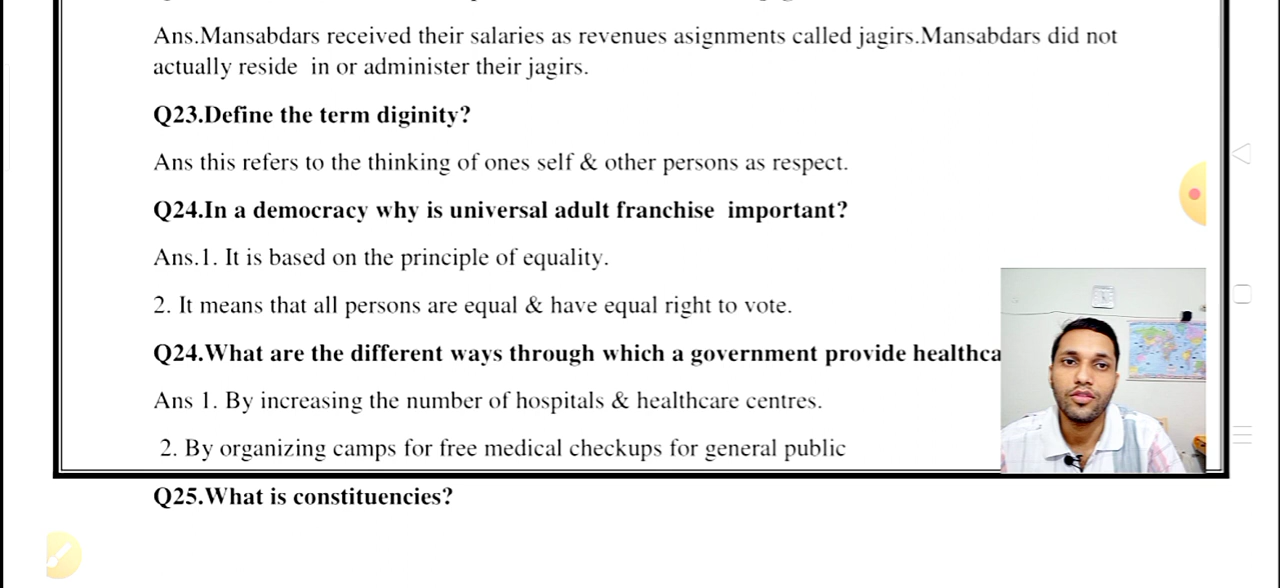 Ans.Mansabdars received their salaries as revenues asignments called jagirs.Mansabdars did not
actually reside in or administer their jagirs.
Q23.Define the term diginity?
Ans this refers to the thinking of ones self & other persons as respect.
Q24.In a democracy why is universal adult franchise important?
Ans.1. It is based on the principle of equality.
2. It means that all persons are equal & have equal right to vote.
Q24.What are the different ways through which a government provide healthca
Ans 1. By increasing the number of hospitals & healthcare centres.
2. By organizing camps for free medical checkups for general public
Q25.What is constituencies?